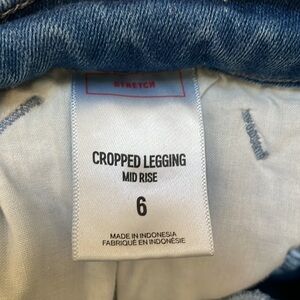 STRETCH
CROPPED LEGGING
MID RISE
6
MADE IN INDONESIA
FABRIQUÉ EN INDONÉSIE